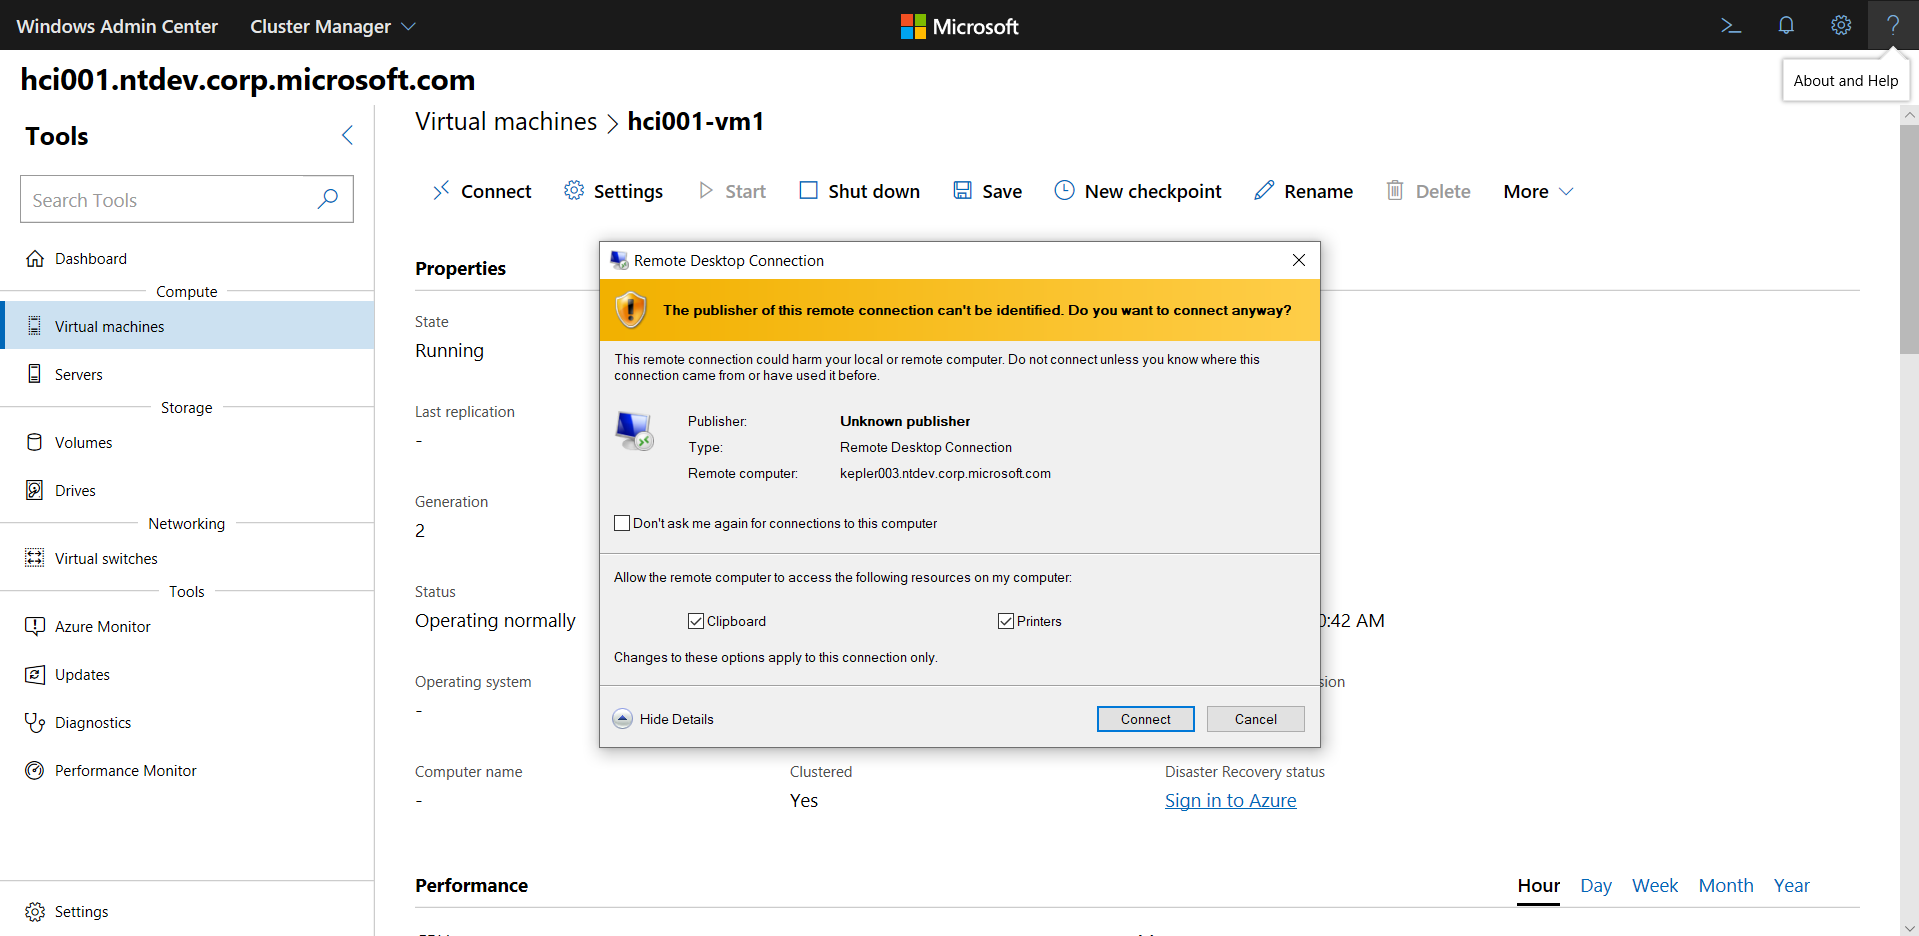 Windows Admin Center
Cluster Manager
Microsoft
?
About and Help
hci001.ntdev.corp.microsoft.com
Tools
Search Tools
Dashboard
Compute
Virtual machines
Servers
Storage
Volumes
Drives
Networking
Virtual switches
Tools
Azure Monitor
Updates
Diagnostics
Performance Monitor
Settings
Virtual machines > hci001-vm1
Connect
Settings
Start
Shut down
Save
New checkpoint
Rename
Delete
More
Properties
State
Running
Last replication
-
Generation
2
Status
Operating normally
0:42 AM
Operating system
-
Computer name
-
Clustered
Yes
Disaster Recovery status
Sign in to Azure
Remote Desktop Connection
The publisher of this remote connection can't be identified. Do you want to connect anyway?
This remote connection could harm your local or remote computer. Do not connect unless you know where this
connection came from or have used it before.
Publisher: Unknown publisher
Type: Remote Desktop Connection
Remote computer: kepler003.ntdev.corp.microsoft.com
Don't ask me again for connections to this computer
Allow the remote computer to access the following resources on my computer:
Clipboard
Printers
Changes to these options apply to this connection only.
Hide Details
Connect
Cancel
Performance
Hour Day Week Month Year